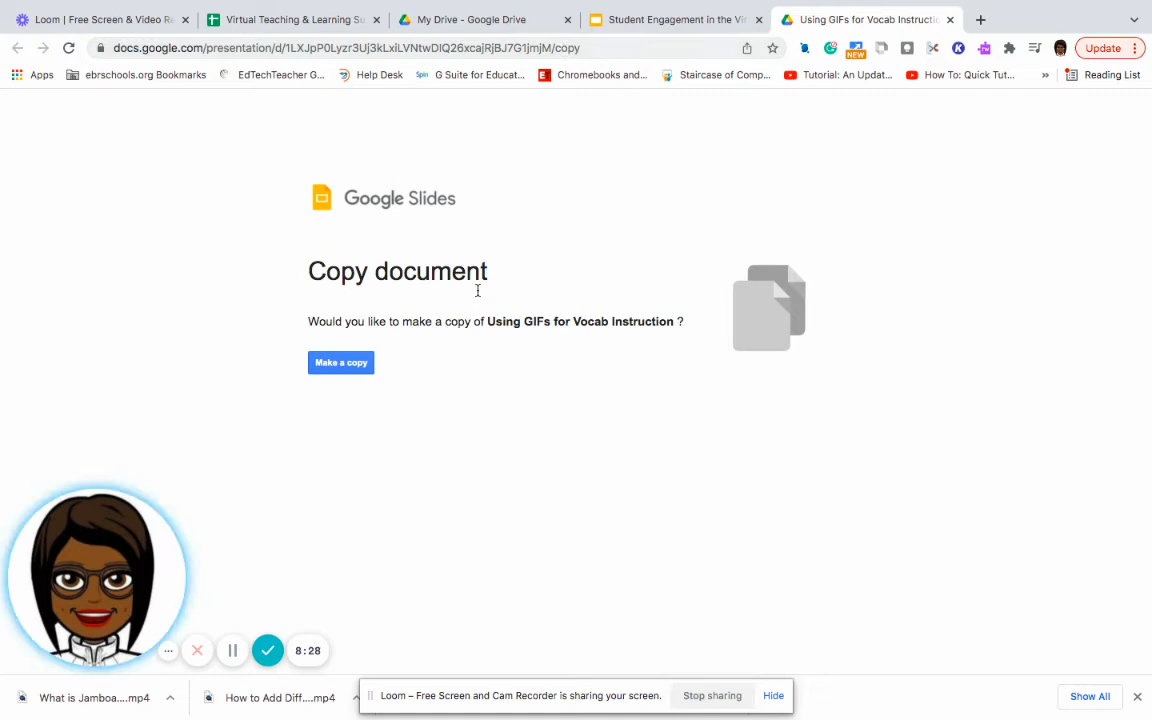 Loom | Free Screen & Video Re
Virtual Teaching & Learning Su
My Drive - Google Drive
Student Engagement in the Vir
Using GIFs for Vocab Instructio
docs.google.com/presentation/d/1LXJpP0Lyzr3Uj3kLxiLVNtwDIQ26xcajRjBJ7G1jmjM/copy
NEW
Update
Apps
ebrschools.org Bookmarks
EdTechTeacher G...
Help Desk
Spin
G Suite for Educat...
ET
Chromebooks and...
Staircase of Comp...
Tutorial: An Updat...
How To: Quick Tut...
»
Reading List
Google Slides
Copy document
Would you like to make a copy of Using GIFs for Vocab Instruction ?
Make a copy
8:28
What is Jamboa....mp4
How to Add Diff....mp4
Loom – Free Screen and Cam Recorder is sharing your screen.
Stop sharing
Hide
Show All